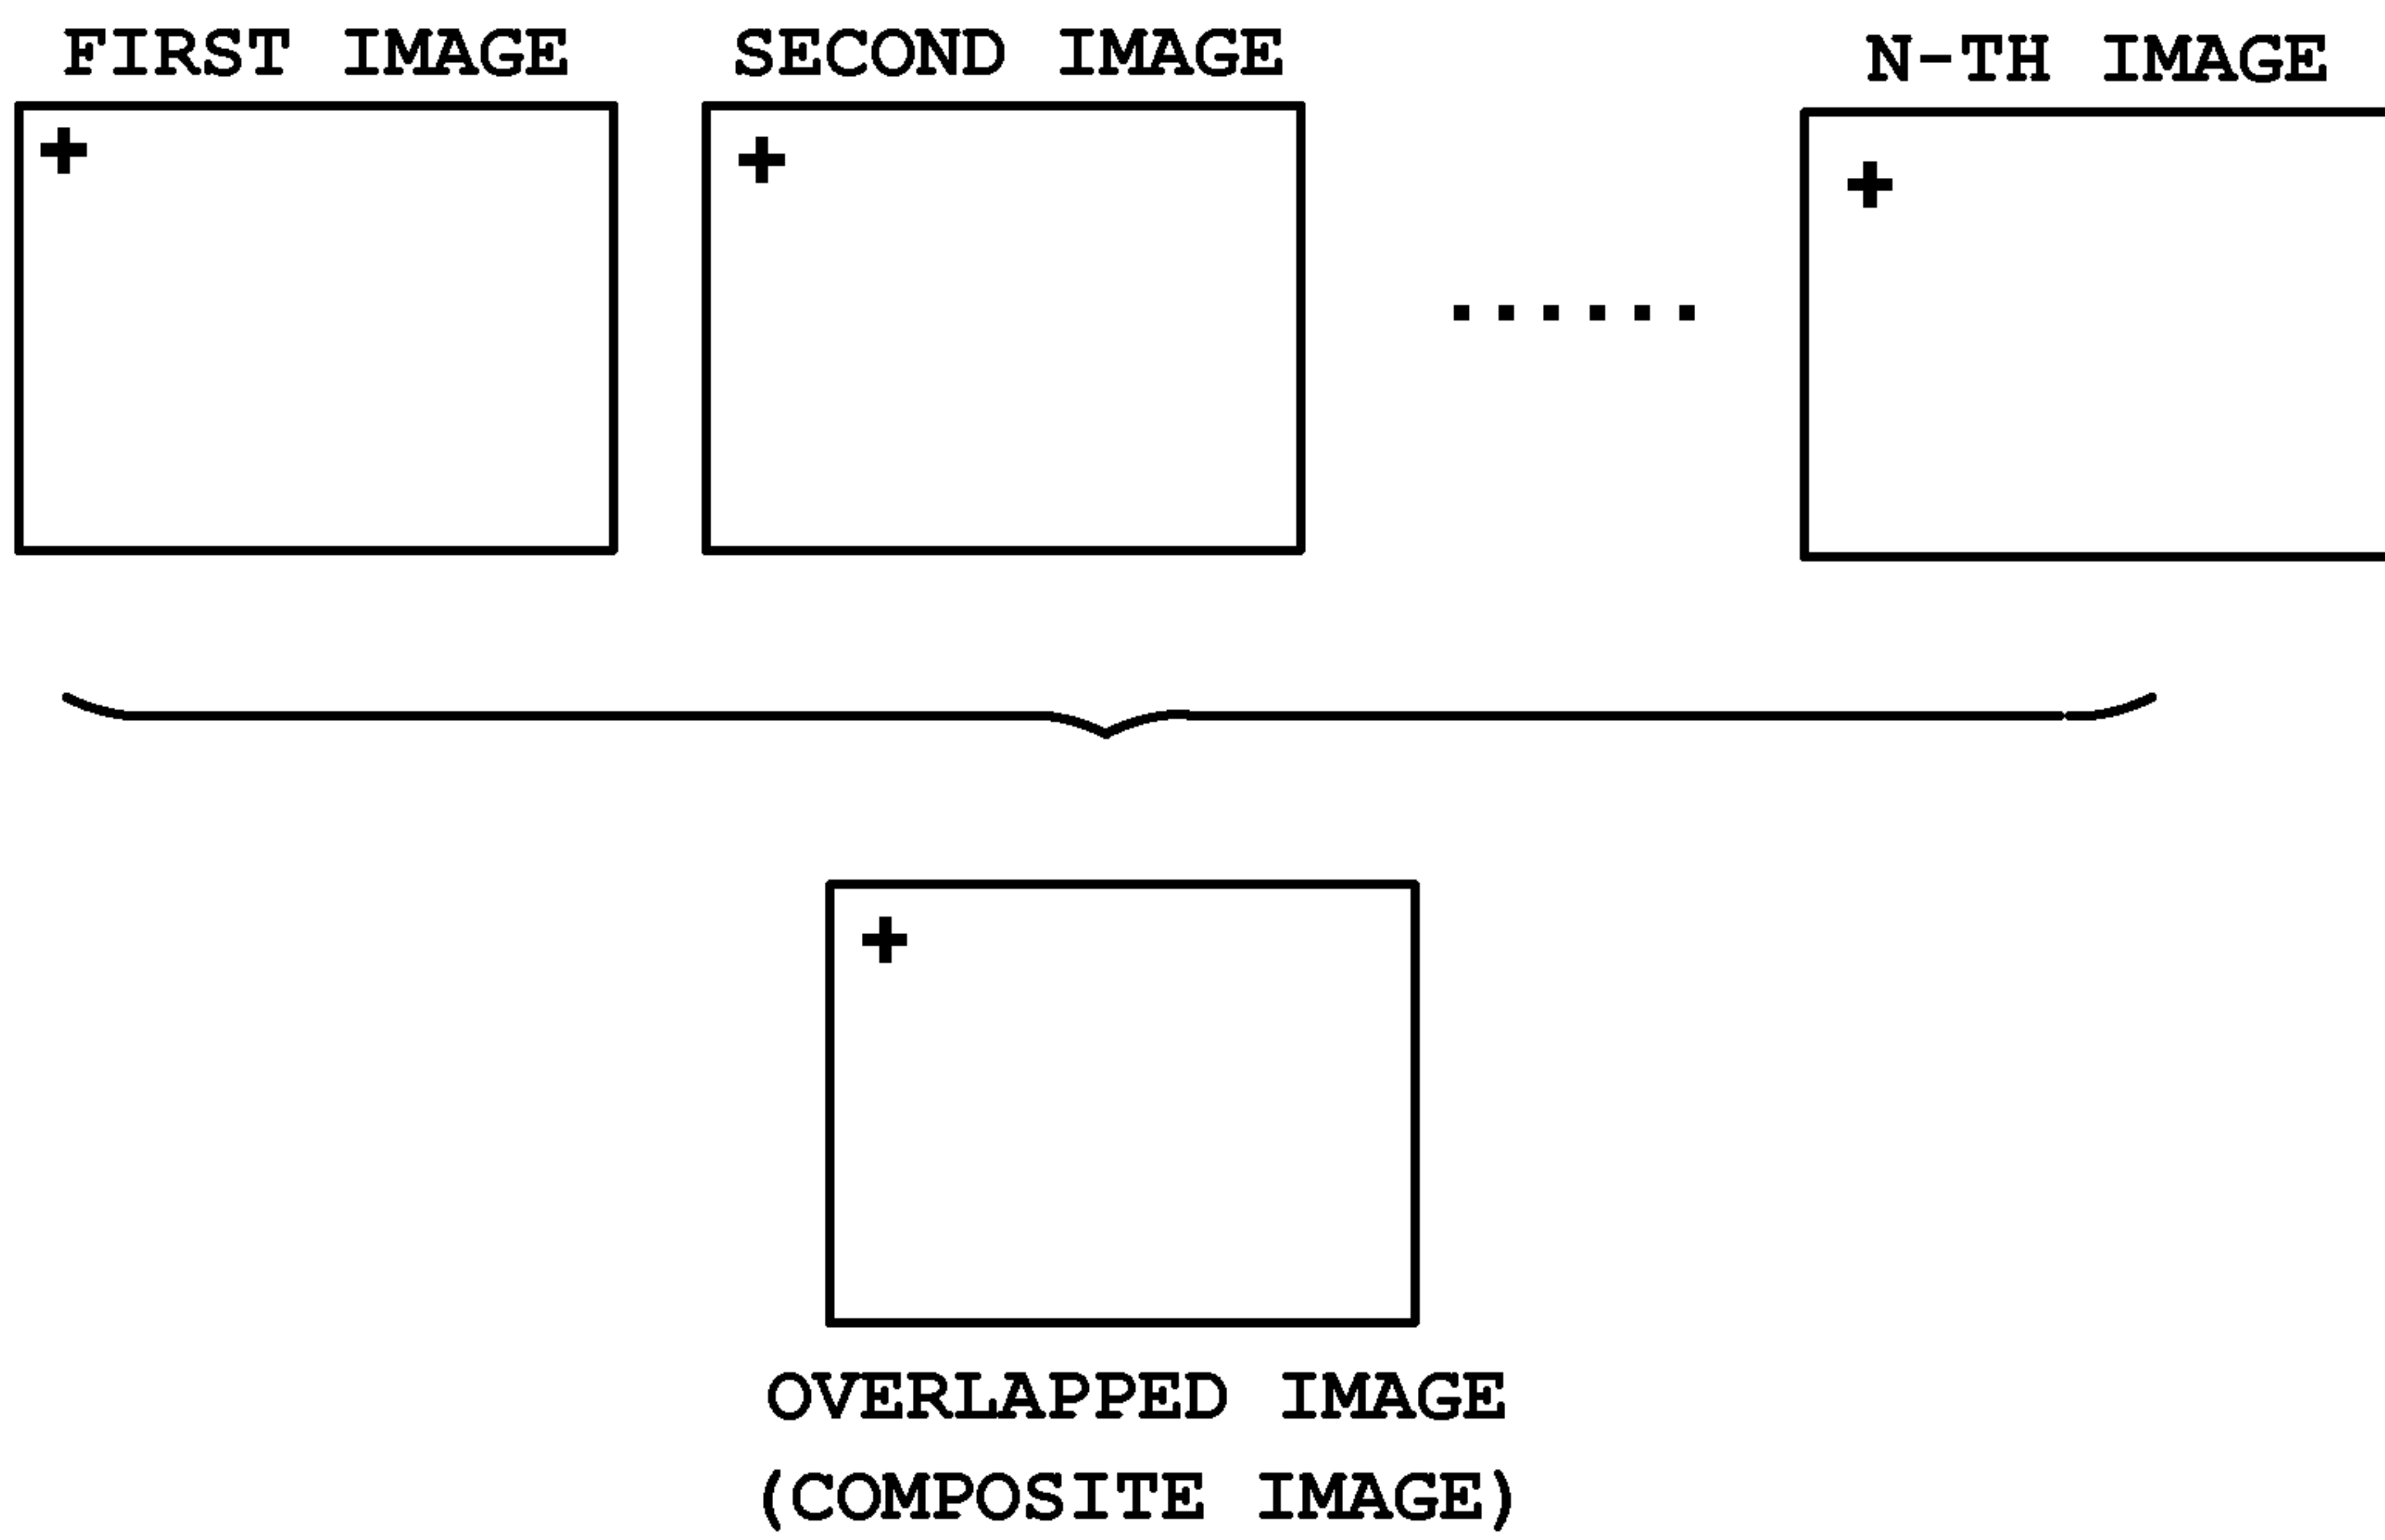 FIRST IMAGE
SECOND IMAGE
N-TH IMAGE
OVERLAPPED IMAGE
(COMPOSITE IMAGE)